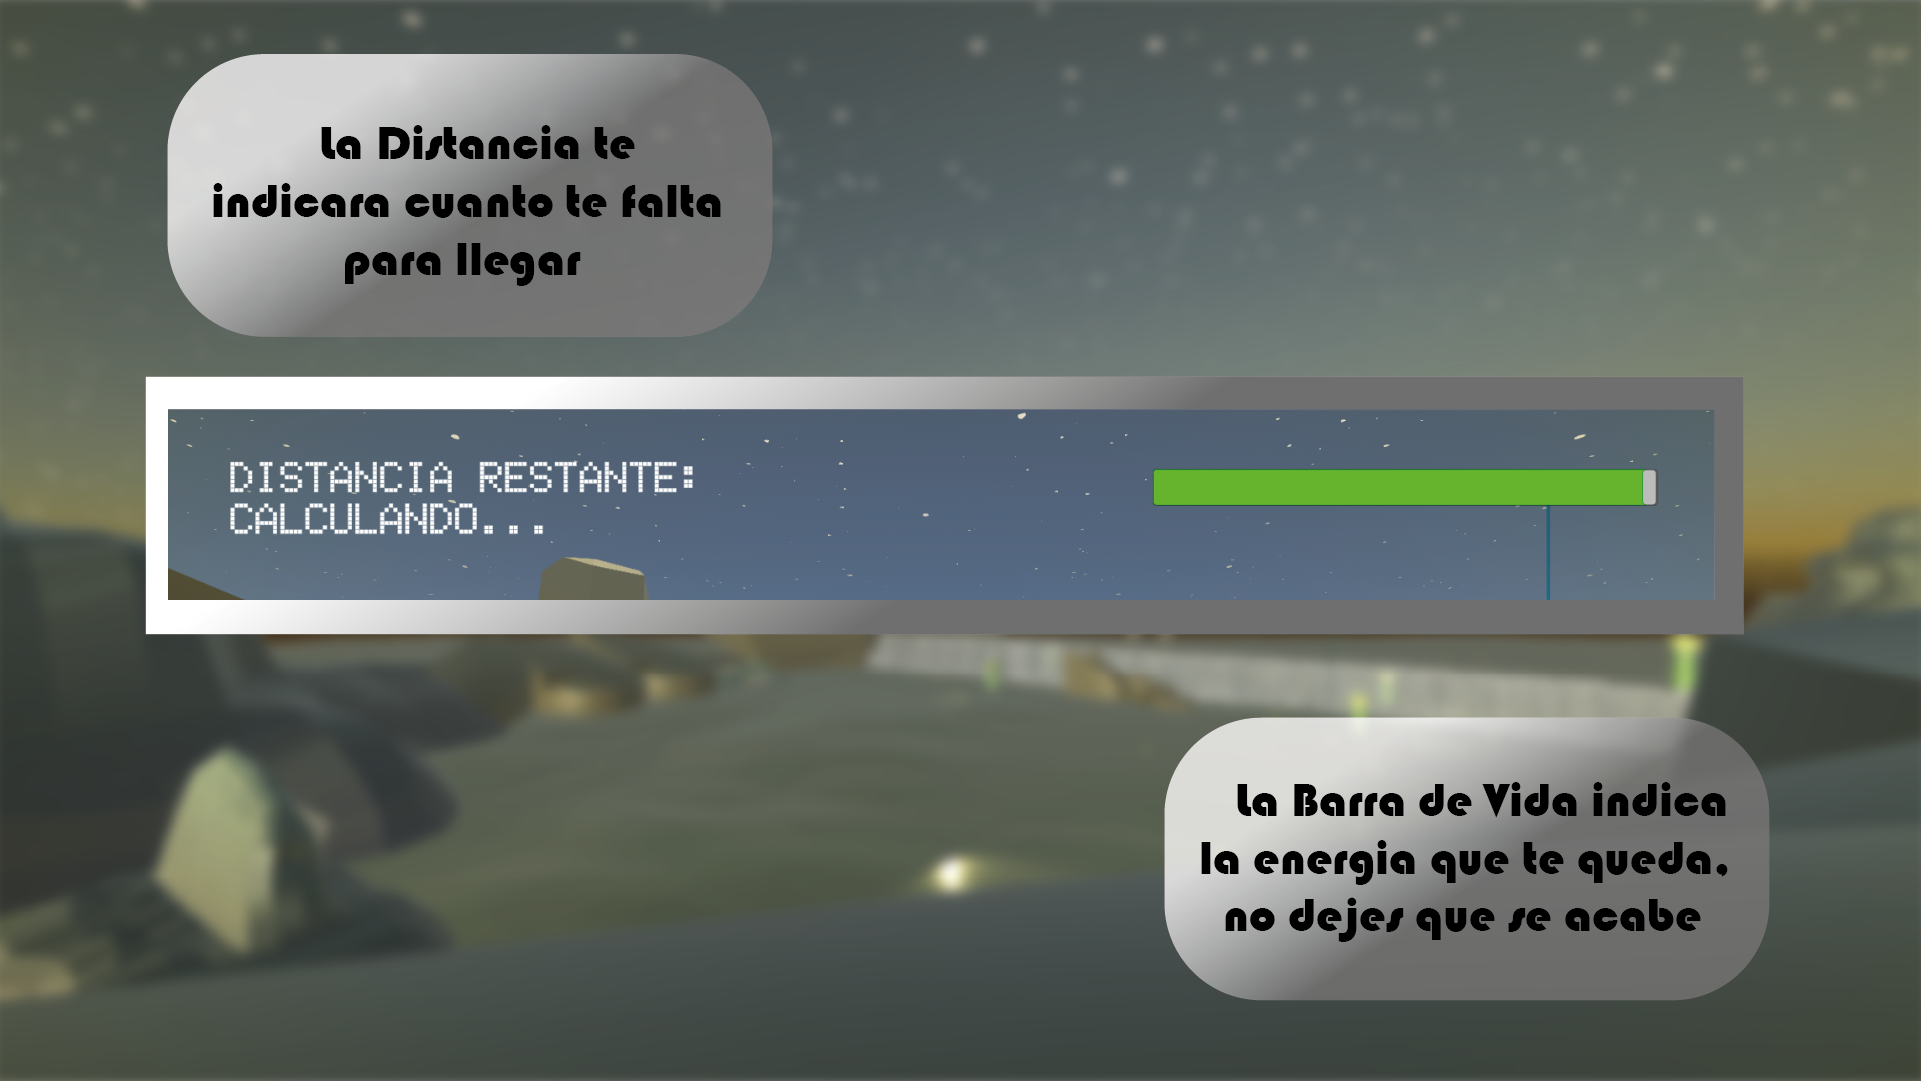 La Distancia te
indicara cuanto te falta
para llegar
DISTANCIA RESTANTE:
CALCULANDO...
La Barra de Vida indica
la energia que te queda,
no dejes que se acabe